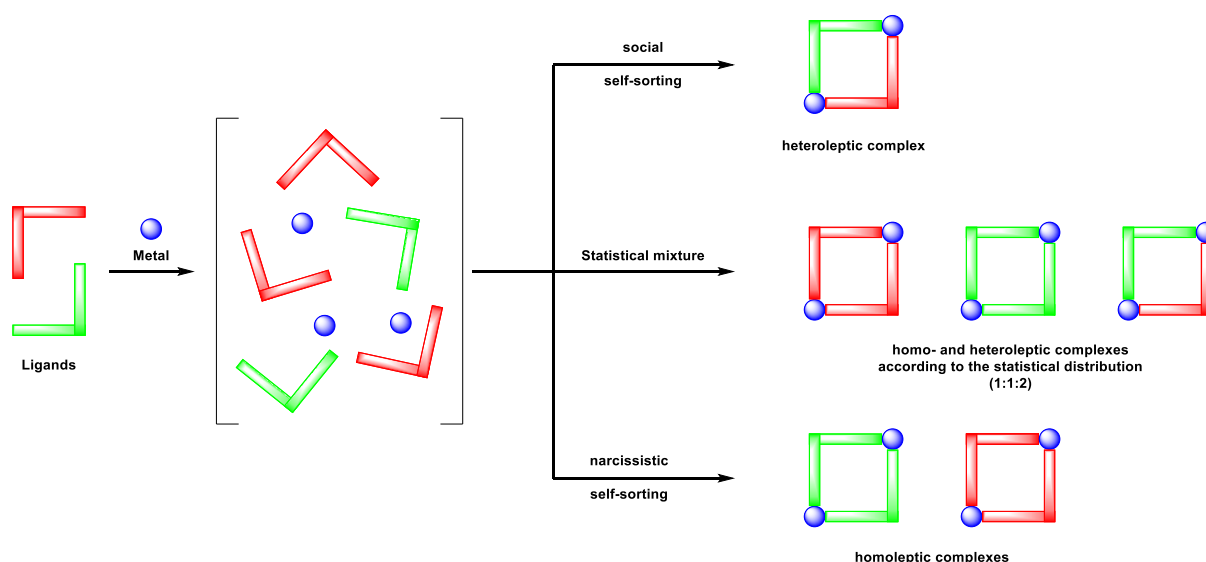 social
self-sorting
heteroleptic complex
Metal
Ligands
Statistical mixture
homo- and heteroleptic complexes
according to the statistical distribution
(1:1:2)
narcissistic
self-sorting
homoleptic complexes